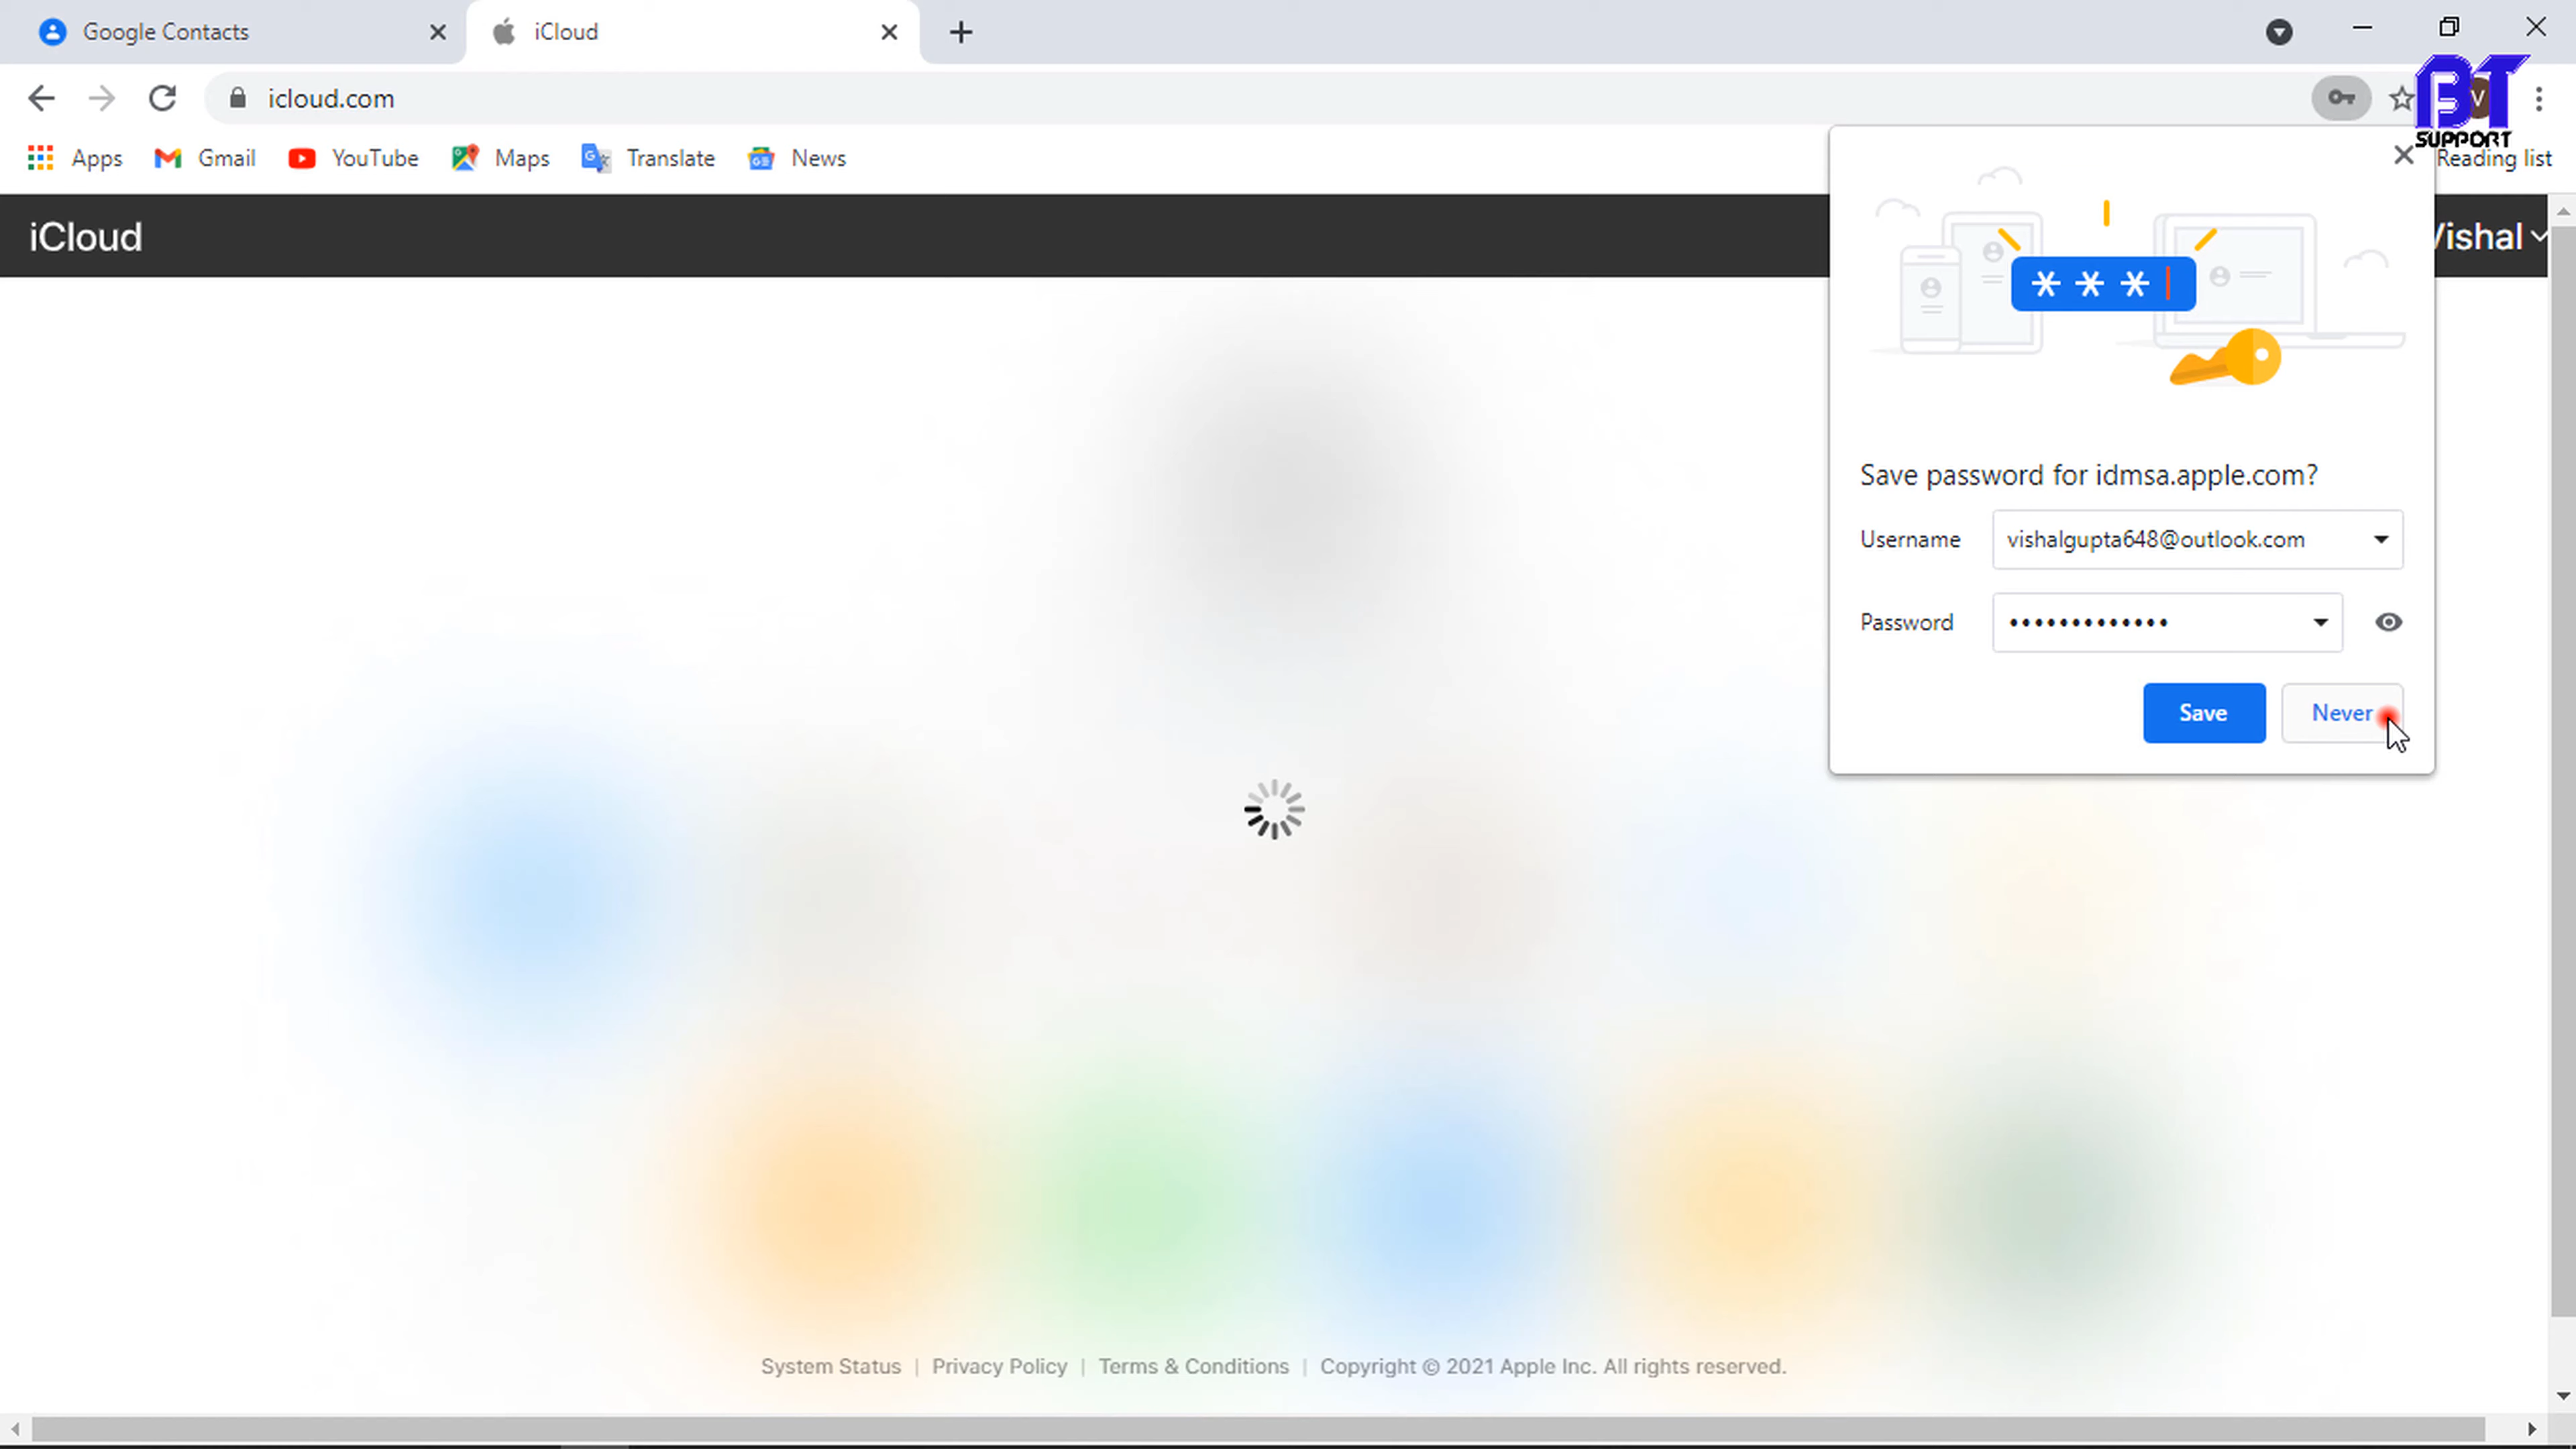 Google Contacts
iCloud
icloud.com
V
BT
SUPPORT
Apps
Gmail
YouTube
Maps
Translate
News
Reading list
iCloud
Vishal
* * *
Save password for idmsa.apple.com?
Username vishalgupta648@outlook.com
Password •••••••••••••
Save Never
System Status | Privacy Policy | Terms & Conditions | Copyright © 2021 Apple Inc. All rights reserved.